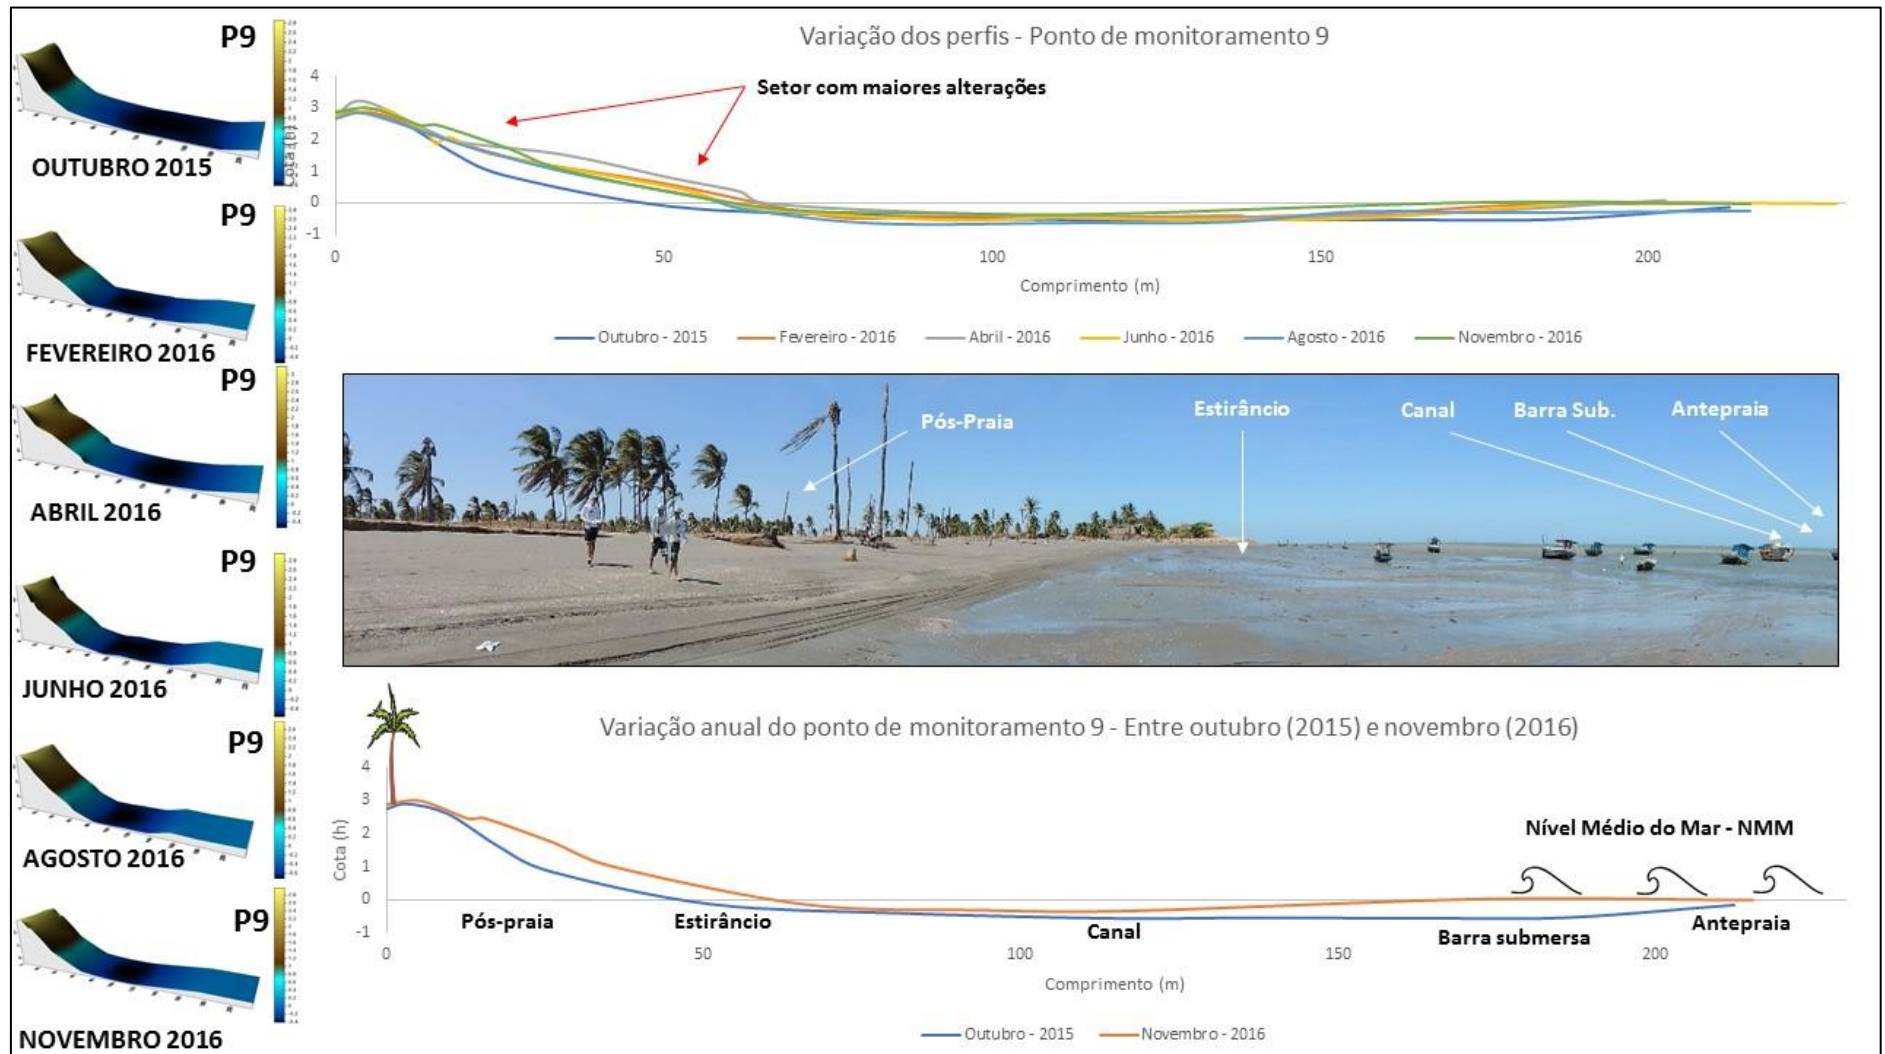 P9
OUTUBRO 2015
P9
FEVEREIRO 2016
P9
ABRIL 2016
P9
JUNHO 2016
P9
AGOSTO 2016
P9
NOVEMBRO 2016
Variação dos perfis - Ponto de monitoramento 9
Setor com maiores alterações
Cota (h)
4
3
2
1
0
-1
0 50 100 150 200
Comprimento (m)
Outubro - 2015 Fevereiro - 2016 Abril - 2016 Junho - 2016 Agosto - 2016 Novembro - 2016
Pós-Praia Estirâncio Canal Barra Sub. Antepraia
Variação anual do ponto de monitoramento 9 - Entre outubro (2015) e novembro (2016)
Cota (h)
4
3
2
1
0
-1
Nível Médio do Mar - NMM
Pós-praia Estirâncio Canal Barra submersa Antepraia
0 50 100 150 200
Comprimento (m)
Outubro - 2015 Novembro - 2016